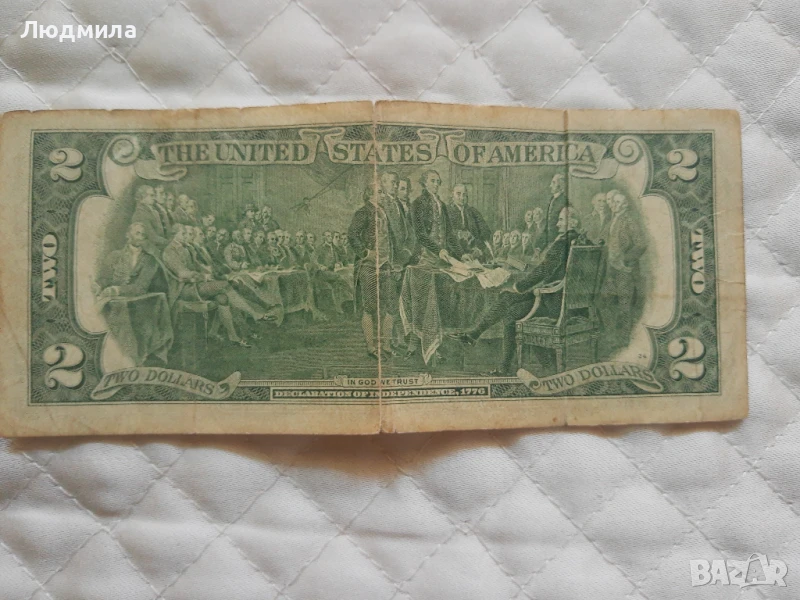 Людмила
THE UNITED STATES OF AMERICA
2 2
TWO TWO
2 2
TWO DOLLARS TWO DOLLARS
IN GOD WE TRUST
DECLARATION OF INDEPENDENCE, 1776
BAZAR